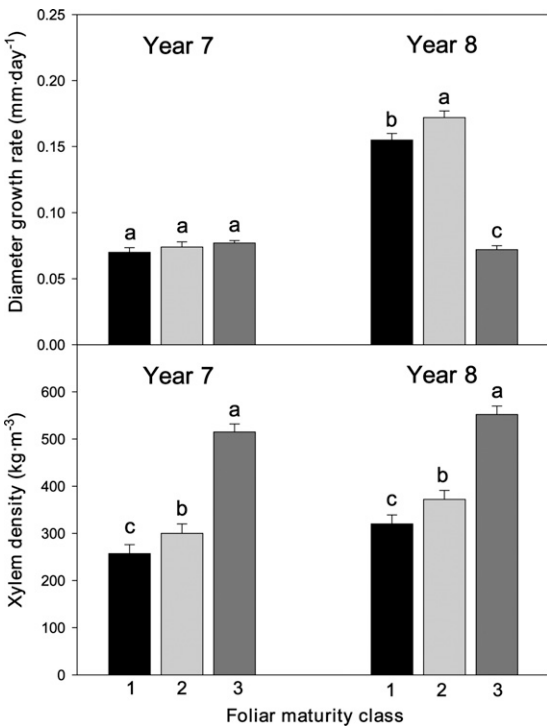 Diameter growth rate (mm·day⁻¹)
0.25
0.20
0.15
0.10
0.05
0.00
Year 7
Year 8
a
a
a
b
a
c
Xylem density (kg·m⁻³)
600
500
400
300
200
100
0
Year 7
Year 8
c
b
a
c
b
a
1 2 3 1 2 3
Foliar maturity class